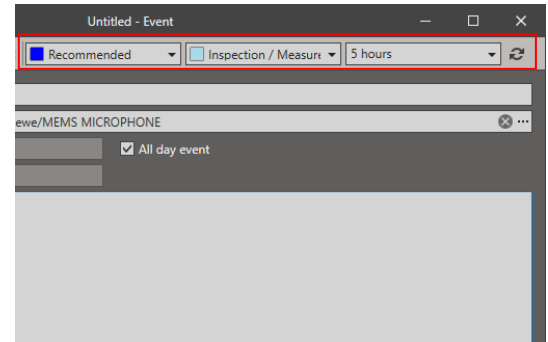 Untitled - Event
Recommended Inspection / Measure 5 hours
ewe/MEMS MICROPHONE
All day event